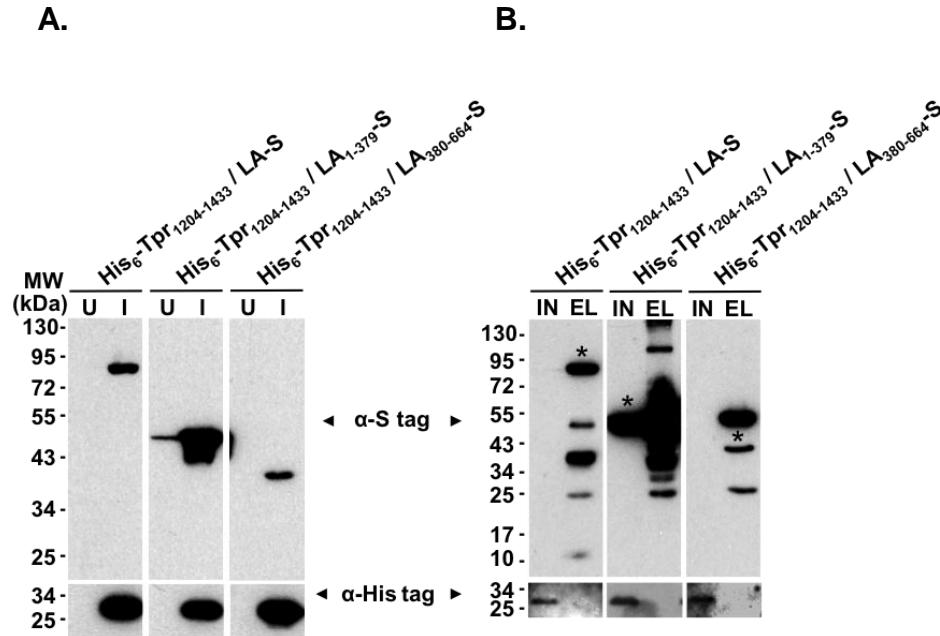 A.
B.
His6-Tpr1204-1433 / LA-S
His6-Tpr1204-1433 / LA1-379-S
His6-Tpr1204-1433 / LA380-664-S
His6-Tpr1204-1433 / LA-S
His6-Tpr1204-1433 / LA1-379-S
His6-Tpr1204-1433 / LA380-664-S
MW
(kDa)
U I U I U I
IN EL IN EL IN EL
130 -
95 -
72 -
55 -
43 -
34 -
25 -
34 -
25 -
◄ α-S tag ►
◄ α-His tag ►
130 -
95 -
72 -
55 -
43 -
34 -
25 -
17 -
10 -
34 -
25 -
*
*
*